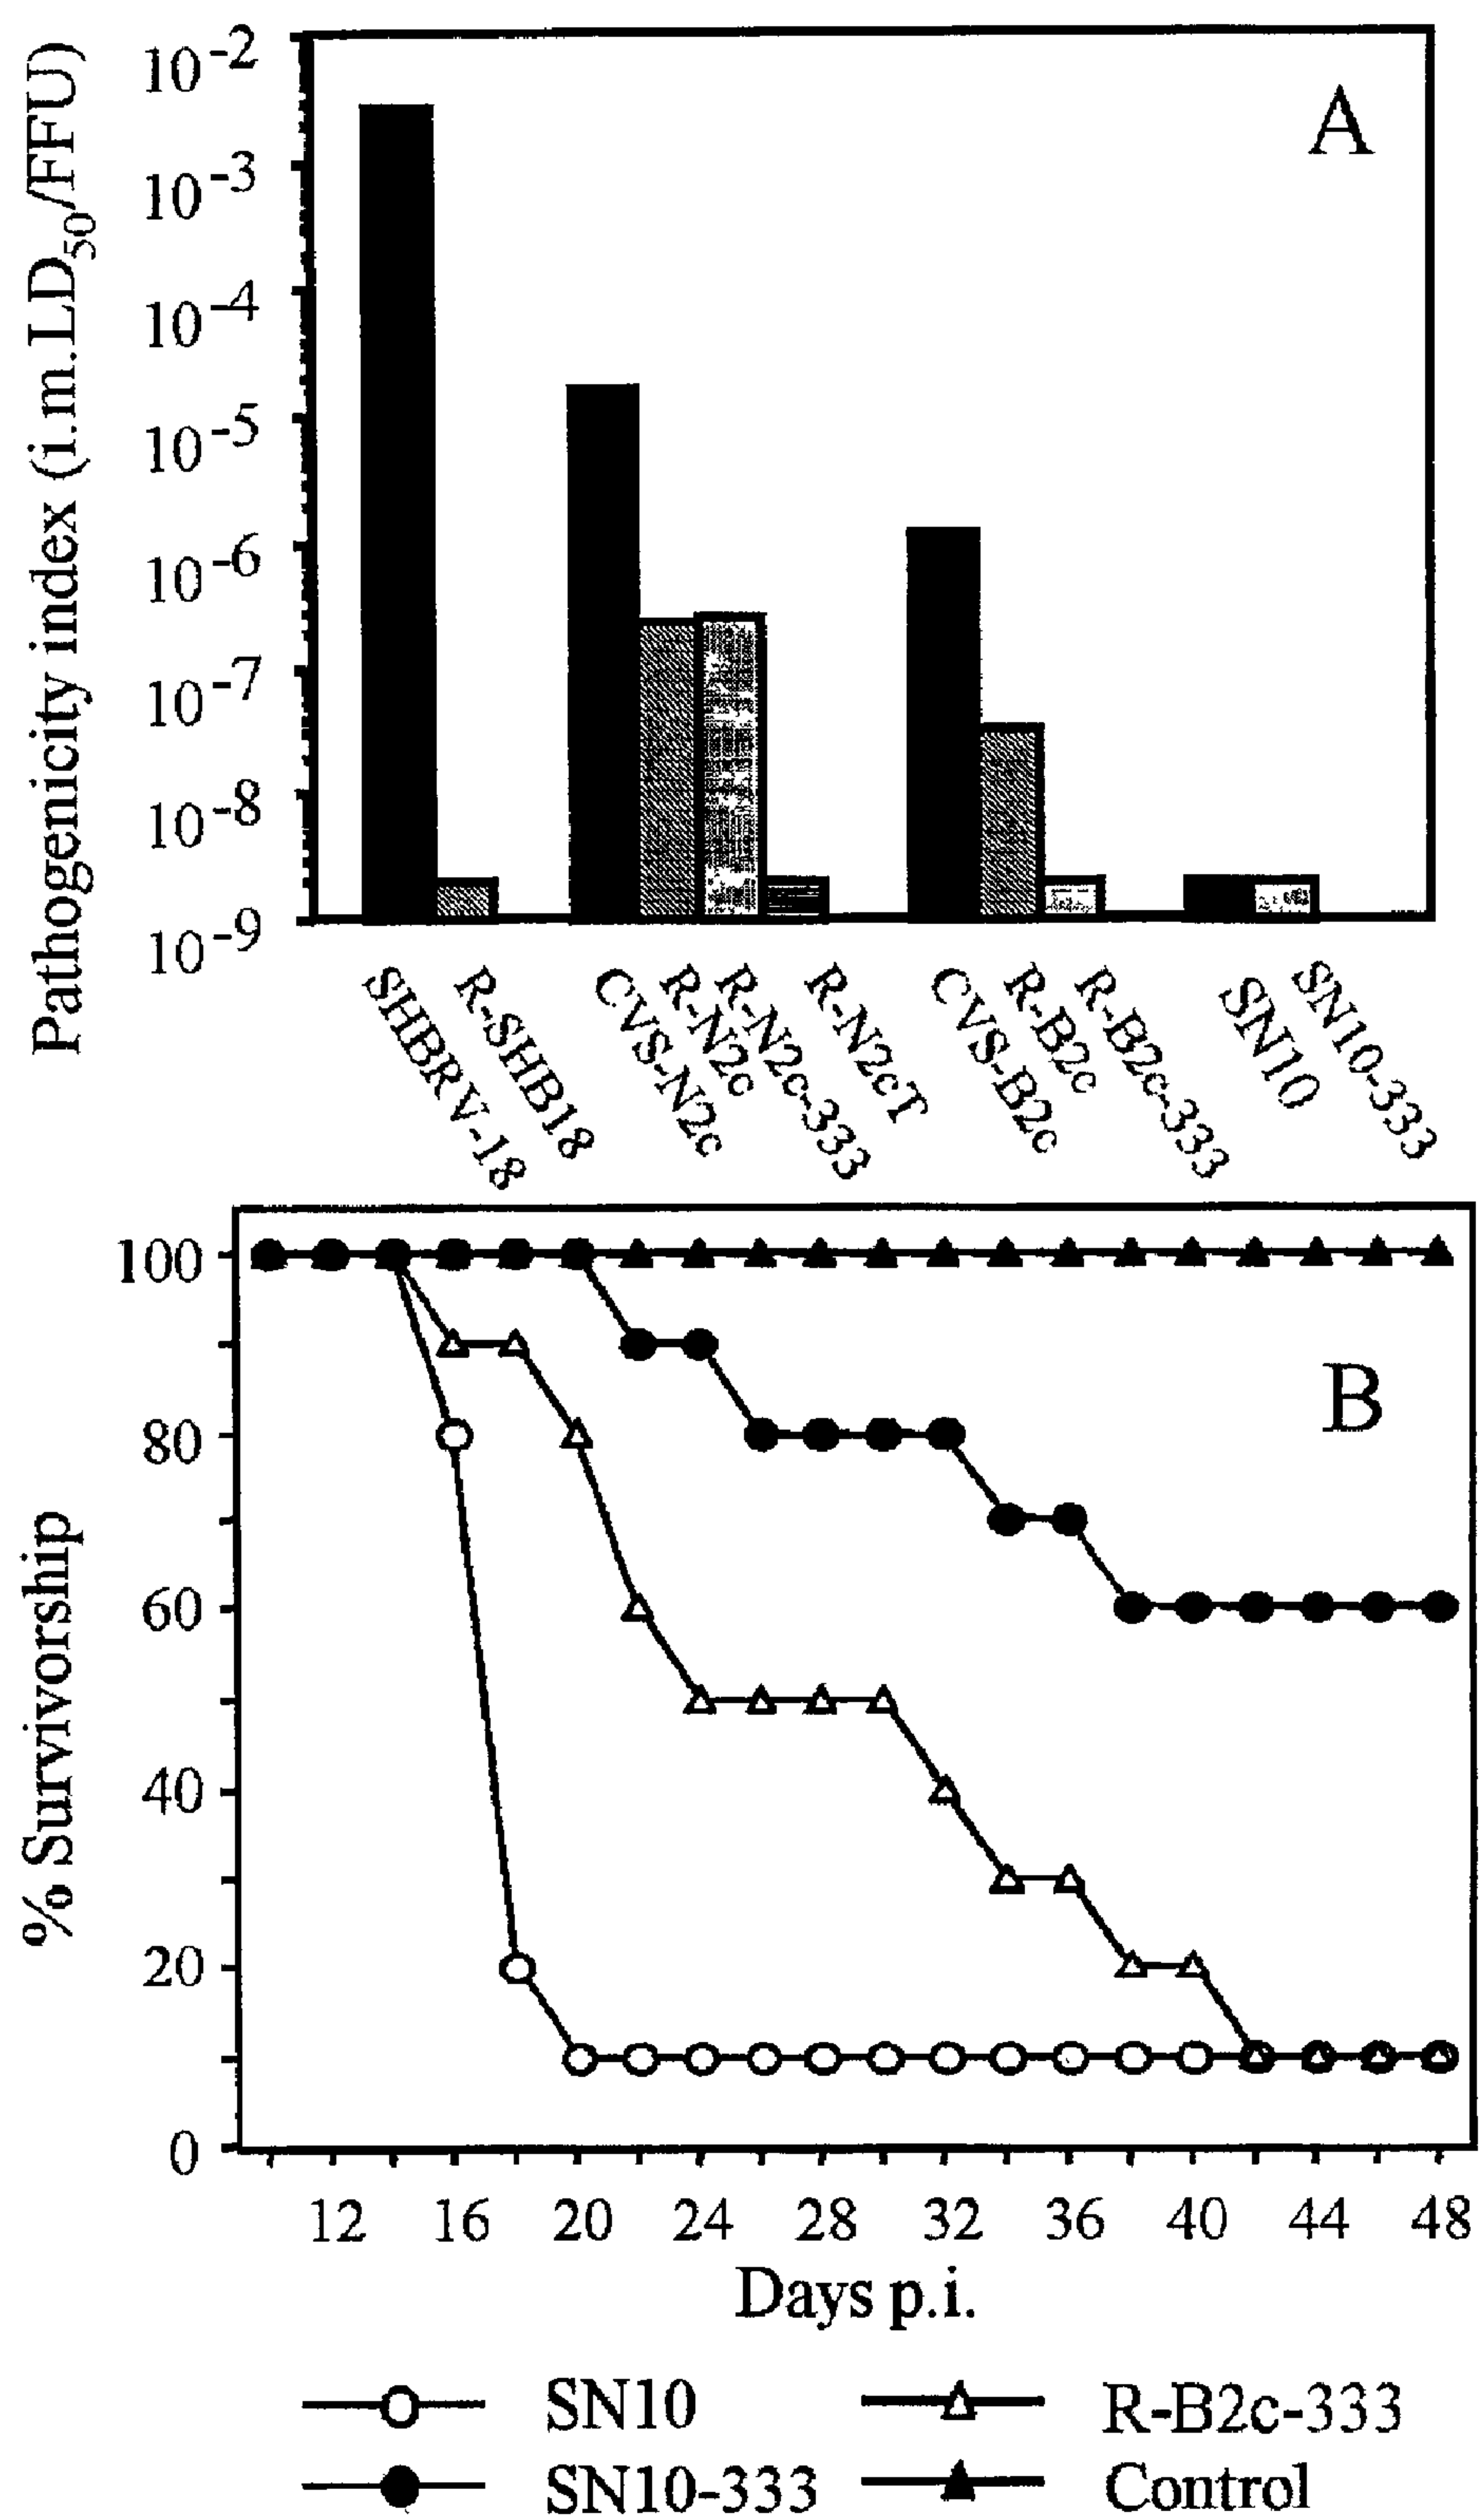 Pathogenicity index (i.m.LD50/FFU)
10-2
10-3
10-4
10-5
10-6
10-7
10-8
10-9
A
SHBRV-18
R-SHB18
CVS-N2c
R-N2c
R-N2c-333
R-N2cr
CVS-B2c
R-B2c
R-B2c-333
SN10
SN10-333
% Survivorship
100
80
60
40
20
0
B
12 16 20 24 28 32 36 40 44 48
Days p.i.
SN10 R-B2c-333
SN10-333 Control